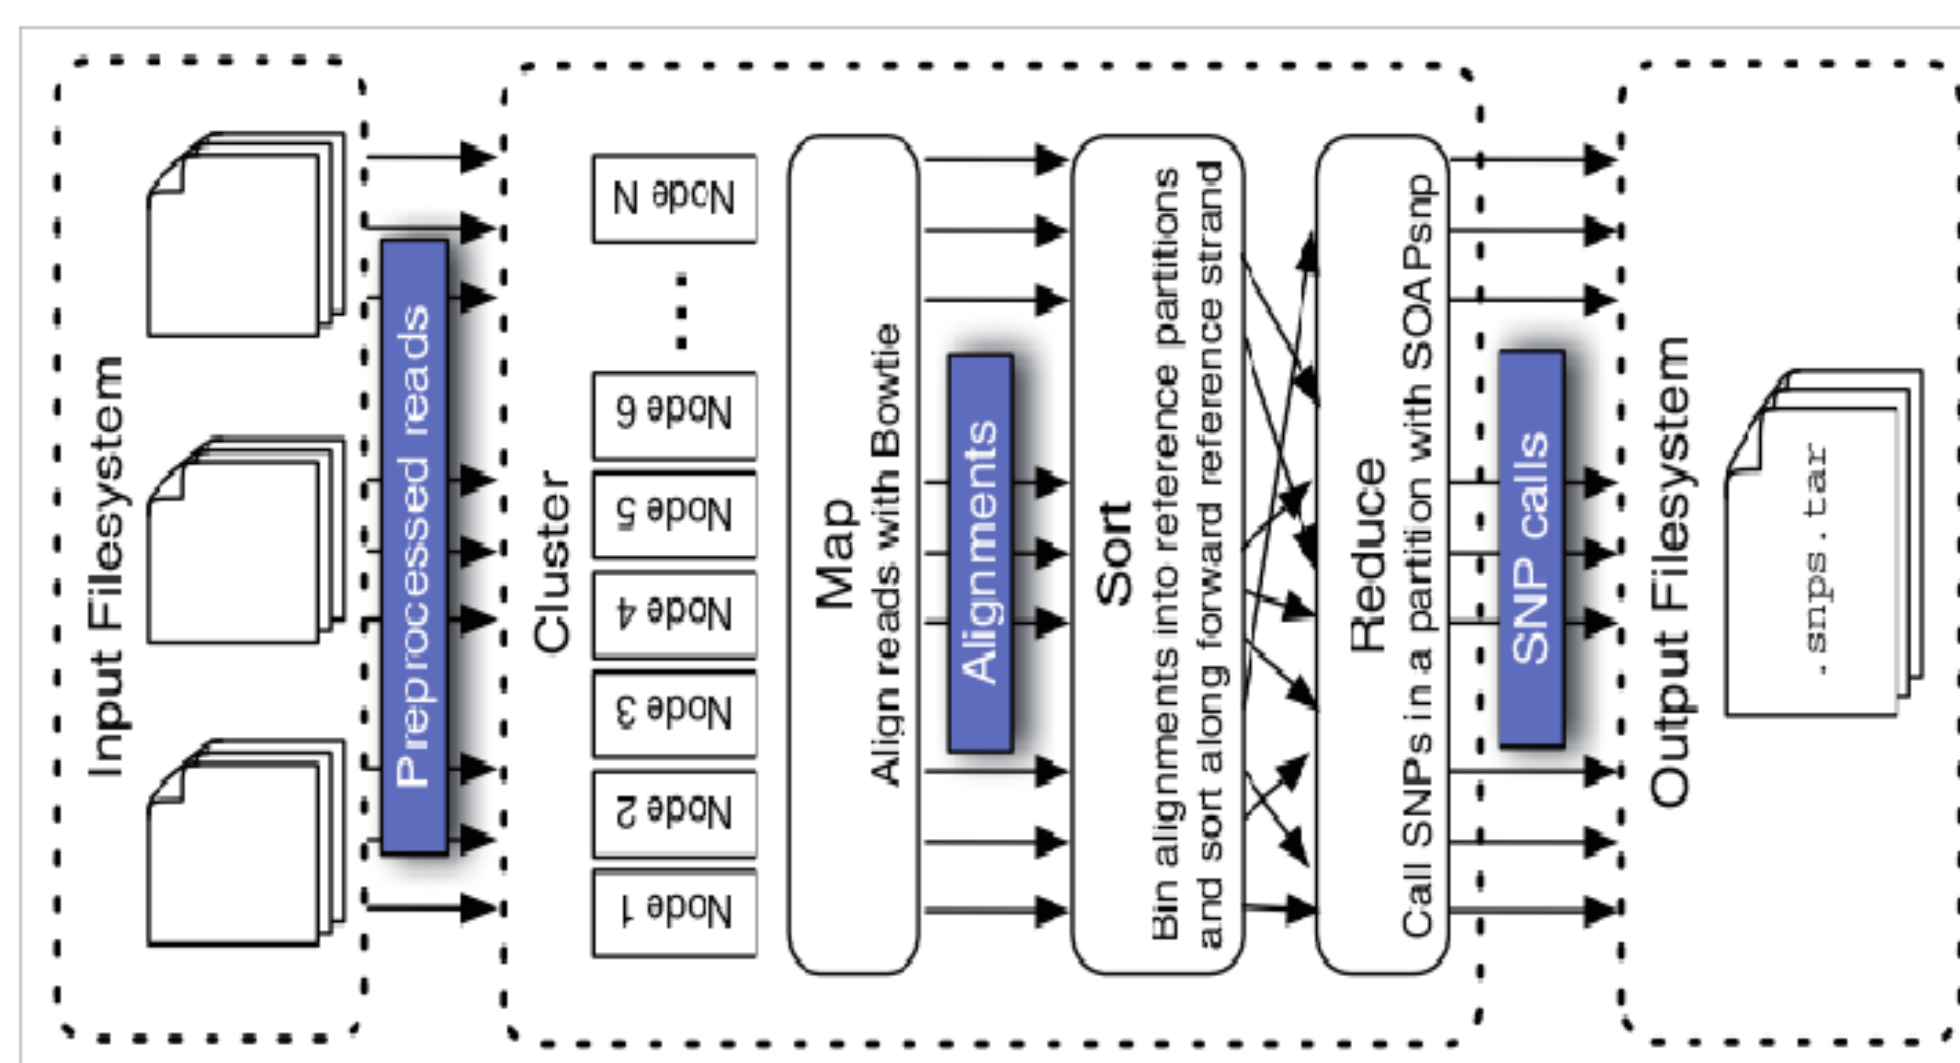 Input Filesystem
Preprocessed reads
Cluster
Node 1
Node 2
Node 3
Node 4
Node 5
Node 6
Node N
Map
Align reads with Bowtie
Alignments
Sort
Bin alignments into reference partitions
and sort along forward reference strand
Reduce
Call SNPs in a partition with SOAPsnp
SNP calls
Output Filesystem
.snps.tar